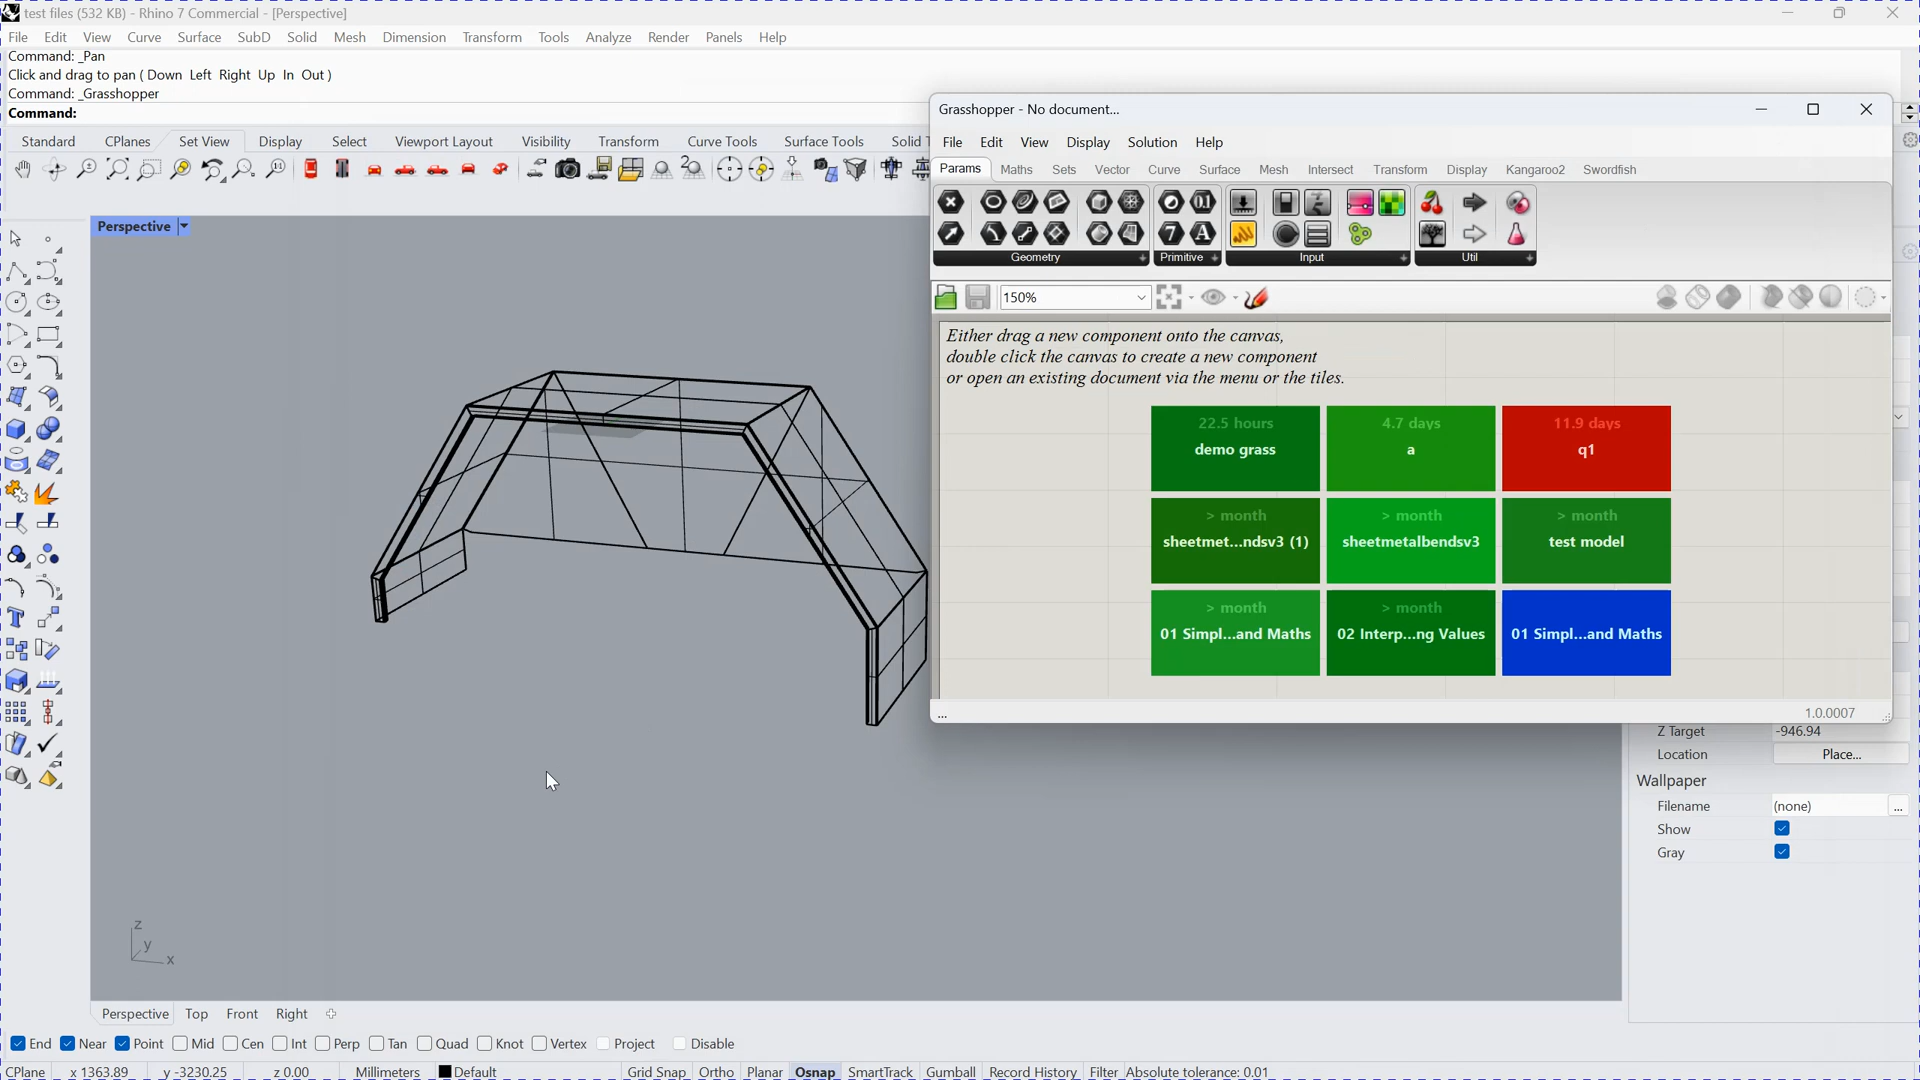 test files (532 KB) - Rhino 7 Commercial - [Perspective]
File Edit View Curve Surface SubD Solid Mesh Dimension Transform Tools Analyze Render Panels Help
Command: _Pan
Click and drag to pan ( Down Left Right Up In Out )
Command: _Grasshopper
Command:
Standard CPlanes Set View Display Select Viewport Layout Visibility Transform Curve Tools Surface Tools Solid T
Perspective
Grasshopper - No document...
File Edit View Display Solution Help
Params Maths Sets Vector Curve Surface Mesh Intersect Transform Display Kangaroo2 Swordfish
Geometry Primitive Input Util
150%
Either drag a new component onto the canvas,
double click the canvas to create a new component
or open an existing document via the menu or the tiles.
22.5 hours 4.7 days 11.9 days
demo grass a q1
> month > month > month
sheetmet...ndsv3 (1) sheetmetalbendsv3 test model
> month > month
01 Simpl...and Maths 02 Interp...ng Values 01 Simpl...and Maths
... 1.0.0007
Z Target -946.94
Location Place...
Wallpaper
Filename (none) ...
Show
Gray
z
y
x
Perspective Top Front Right
End Near Point Mid Cen Int Perp Tan Quad Knot Vertex Project Disable
CPlane x 1363.89 y -3230.25 z 0.00 Millimeters Default Grid Snap Ortho Planar Osnap SmartTrack Gumball Record History Filter Absolute tolerance: 0.01